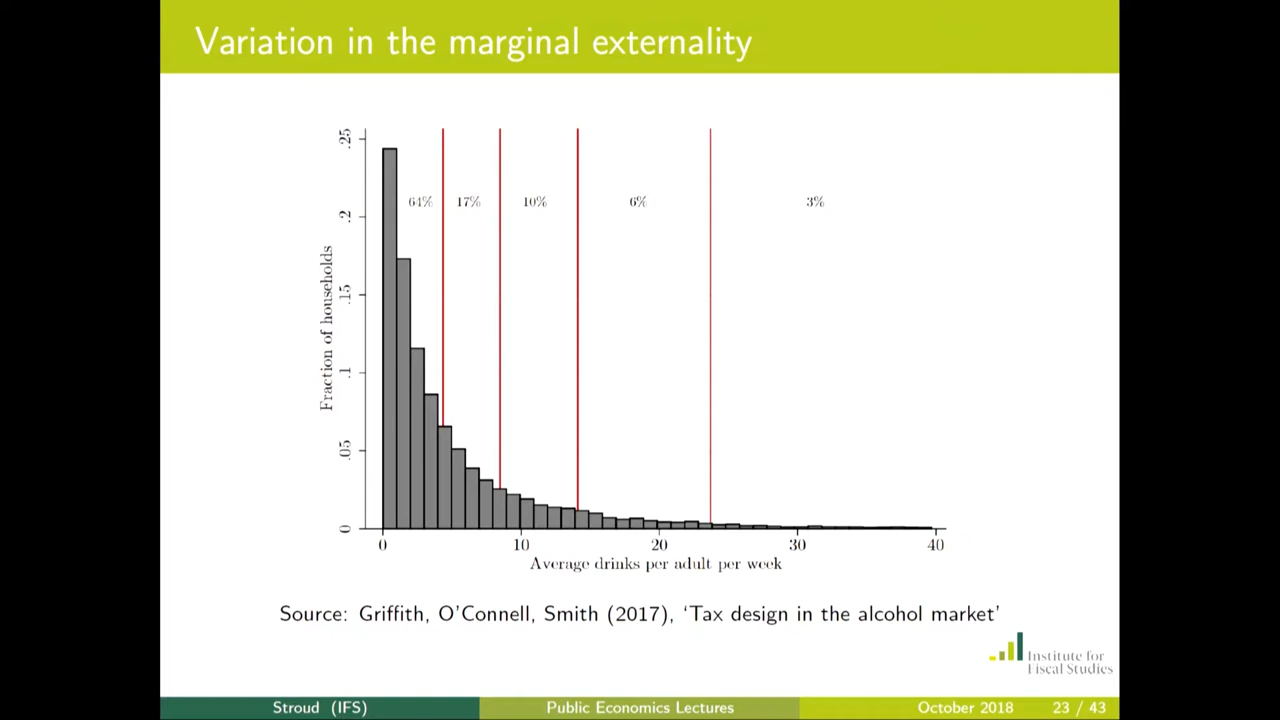 Variation in the marginal externality
.25
.2
.15
.1
.05
0
Fraction of households
64% 17% 10% 6% 3%
0 10 20 30 40
Average drinks per adult per week
Source: Griffith, O'Connell, Smith (2017), 'Tax design in the alcohol market'
Institute for
Fiscal Studies
Stroud (IFS) Public Economics Lectures October 2018 23 / 43